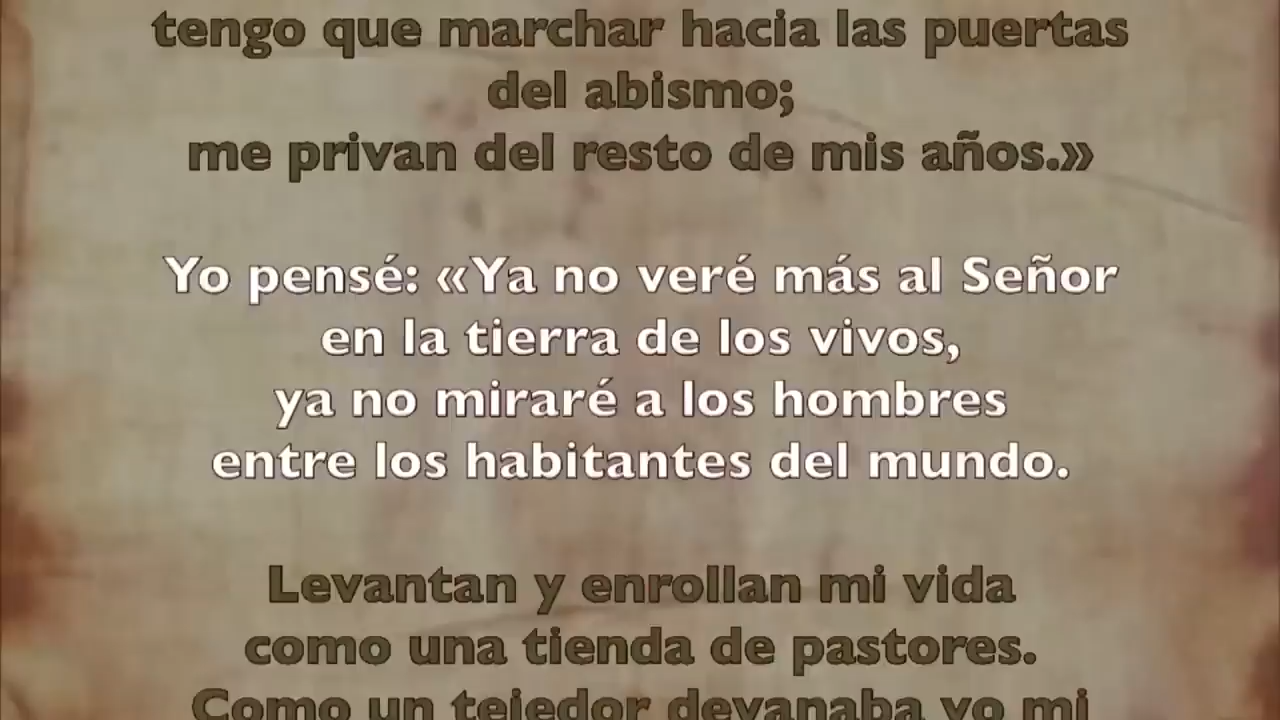 tengo que marchar hacia las puertas
del abismo;
me privan del resto de mis años.»
Yo pensé: «Ya no veré más al Señor
en la tierra de los vivos,
ya no miraré a los hombres
entre los habitantes del mundo.
Levantan y enrollan mi vida
como una tienda de pastores.
Como un tejedor devanaba yo mi